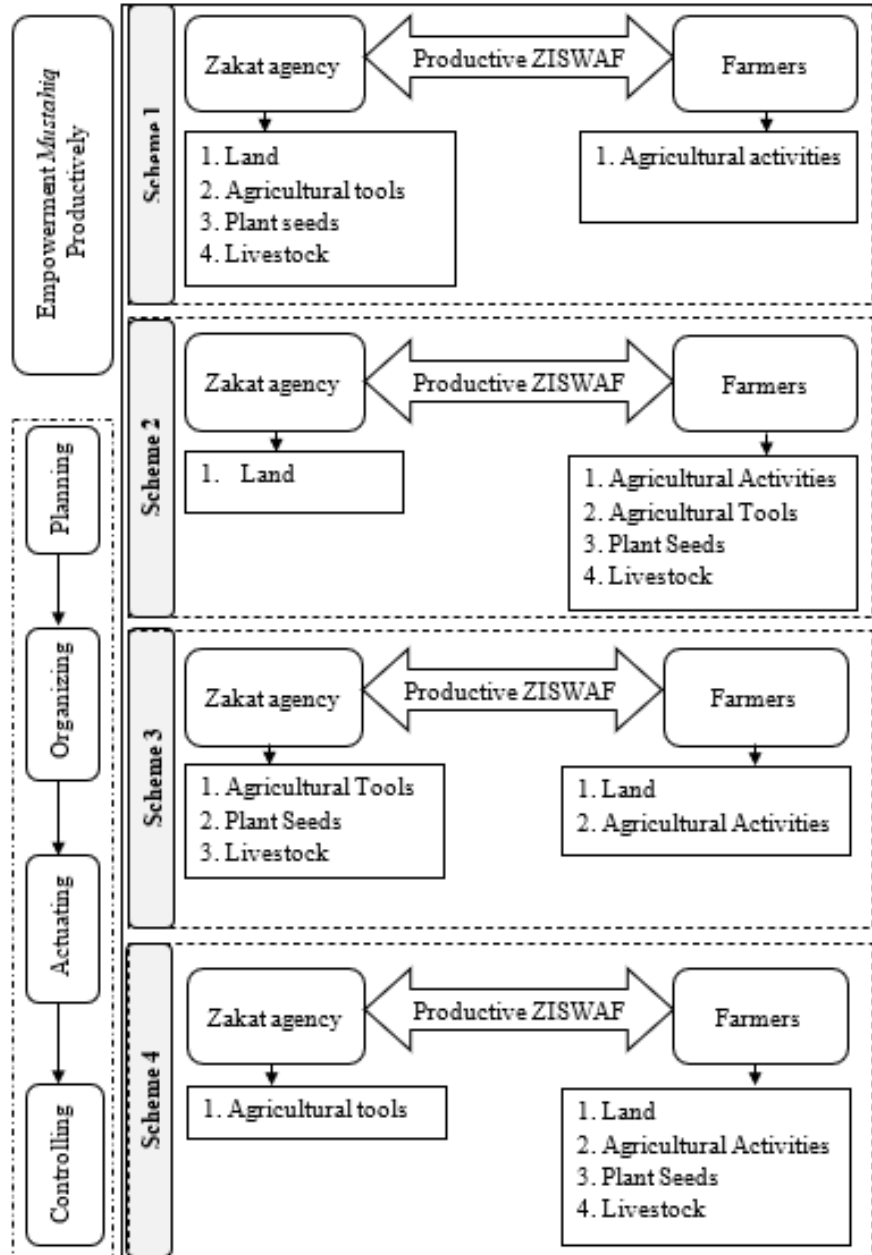 Empowerment Mustahiq
Productively
Planning
Organizing
Actuating
Controlling
Scheme 1
Zakat agency
Productive ZISWAF
Farmers
1. Land
2. Agricultural tools
3. Plant seeds
4. Livestock
1. Agricultural activities
Scheme 2
Zakat agency
Productive ZISWAF
Farmers
1. Land
1. Agricultural Activities
2. Agricultural Tools
3. Plant Seeds
4. Livestock
Scheme 3
Zakat agency
Productive ZISWAF
Farmers
1. Agricultural Tools
2. Plant Seeds
3. Livestock
1. Land
2. Agricultural Activities
Scheme 4
Zakat agency
Productive ZISWAF
Farmers
1. Agricultural tools
1. Land
2. Agricultural Activities
3. Plant Seeds
4. Livestock